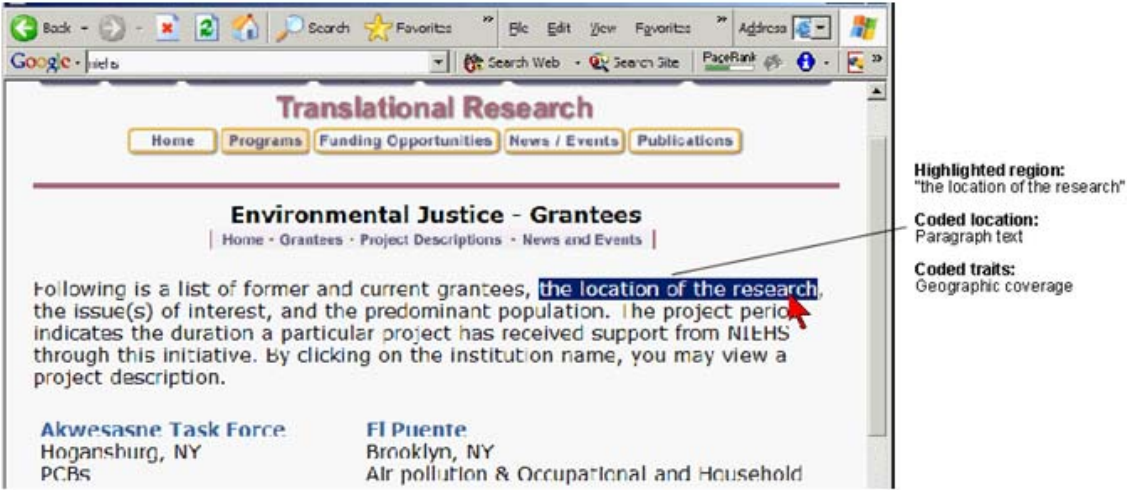 Back Search Favorites » File Edit View Favorites » Address
Google niehs Search Web Search Site PageRank »
Translational Research
Home Programs Funding Opportunities News / Events Publications
Environmental Justice - Grantees
Home • Grantees • Project Descriptions • News and Events
Following is a list of former and current grantees, the location of the research,
the issue(s) of interest, and the predominant population. The project period
indicates the duration a particular project has received support from NIEHS
through this initiative. By clicking on the institution name, you may view a
project description.
Akwesasne Task Force
Hogansburg, NY
PCBs
El Puente
Brooklyn, NY
Air pollution & Occupational and Household
Highlighted region:
"the location of the research"
Coded location:
Paragraph text
Coded traits:
Geographic coverage